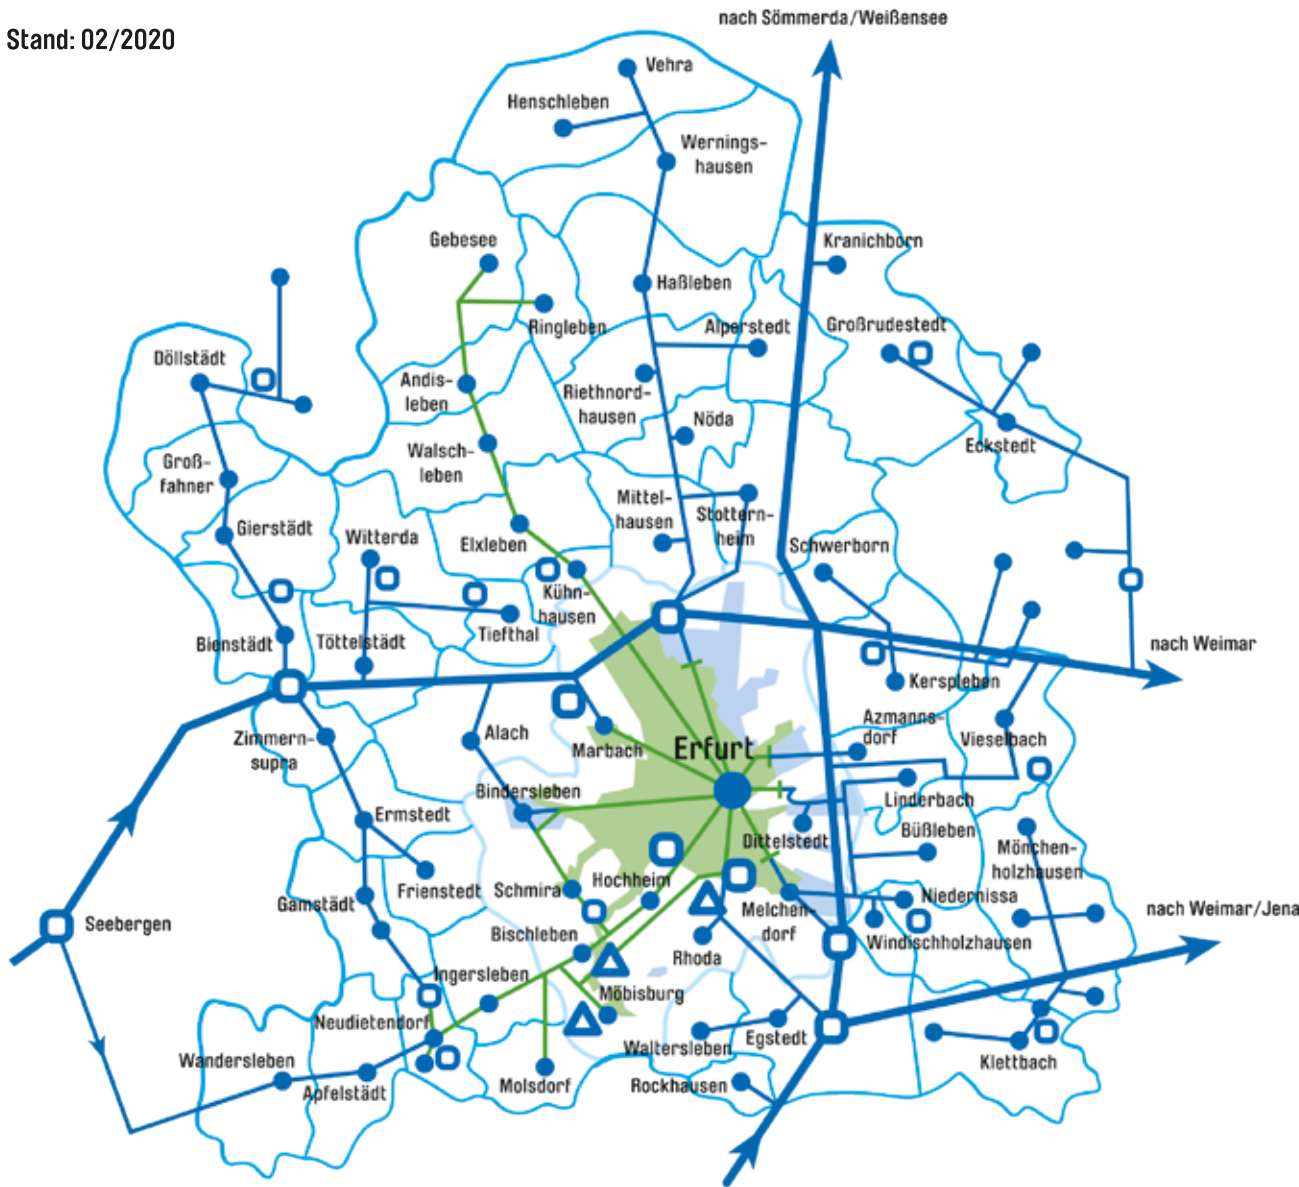 nach Sömmerda/Weißensee
Stand: 02/2020
Vehra
Henschleben
Wernings-
hausen
Gebesee
Kranichborn
Haßleben
Ringleben
Alperstedt
Großrudestedt
Döllstädt
Andis-
leben
Riethnord-
hausen
Nöda
Eckstedt
Walsch-
leben
Groß-
fahner
Gierstädt
Witterda
Elxleben
Mittel-
hausen
Stottern-
heim
Schwerborn
Kühn-
hausen
Bienstädt
Töttelstädt
Tiefthal
nach Weimar
Kerspleben
Zimmern-
supra
Alach
Marbach
Erfurt
Azmanns-
dorf
Vieselbach
Bindersleben
Linderbach
Ermstedt
Dittelstedt
Büßleben
Mönchen-
holzhausen
Frienstedt
Schmira
Hochheim
Gamstädt
Melchen-
dorf
Niedernissa
nach Weimar/Jena
Seebergen
Bischleben
Rhoda
Windischholzhausen
Ingersleben
Möbisburg
Neudietendorf
Egstedt
Waltersleben
Klettbach
Wandersleben
Apfelstädt
Molsdorf
Rockhausen